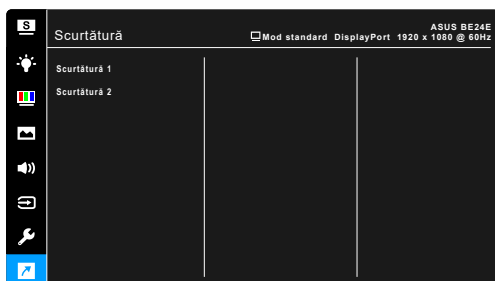 S
ASUS BE24E
Scurtătură
Mod standard DisplayPort 1920 x 1080 @ 60Hz
Scurtătură 1
Scurtătură 2